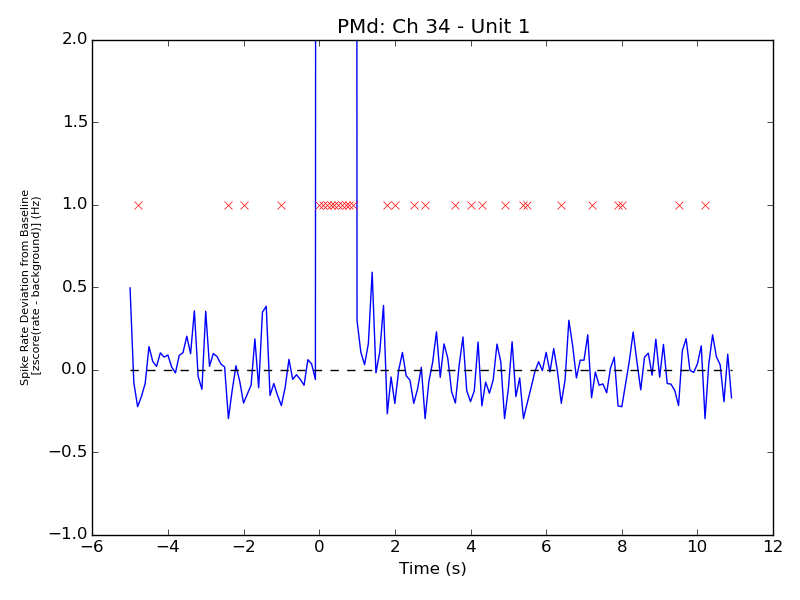 PMd: Ch 34 - Unit 1
2.0
1.5
1.0
0.5
0.0
−0.5
−1.0
Spike Rate Deviation from Baseline
[zscore(rate - background)] (Hz)
−6 −4 −2 0 2 4 6 8 10 12
Time (s)